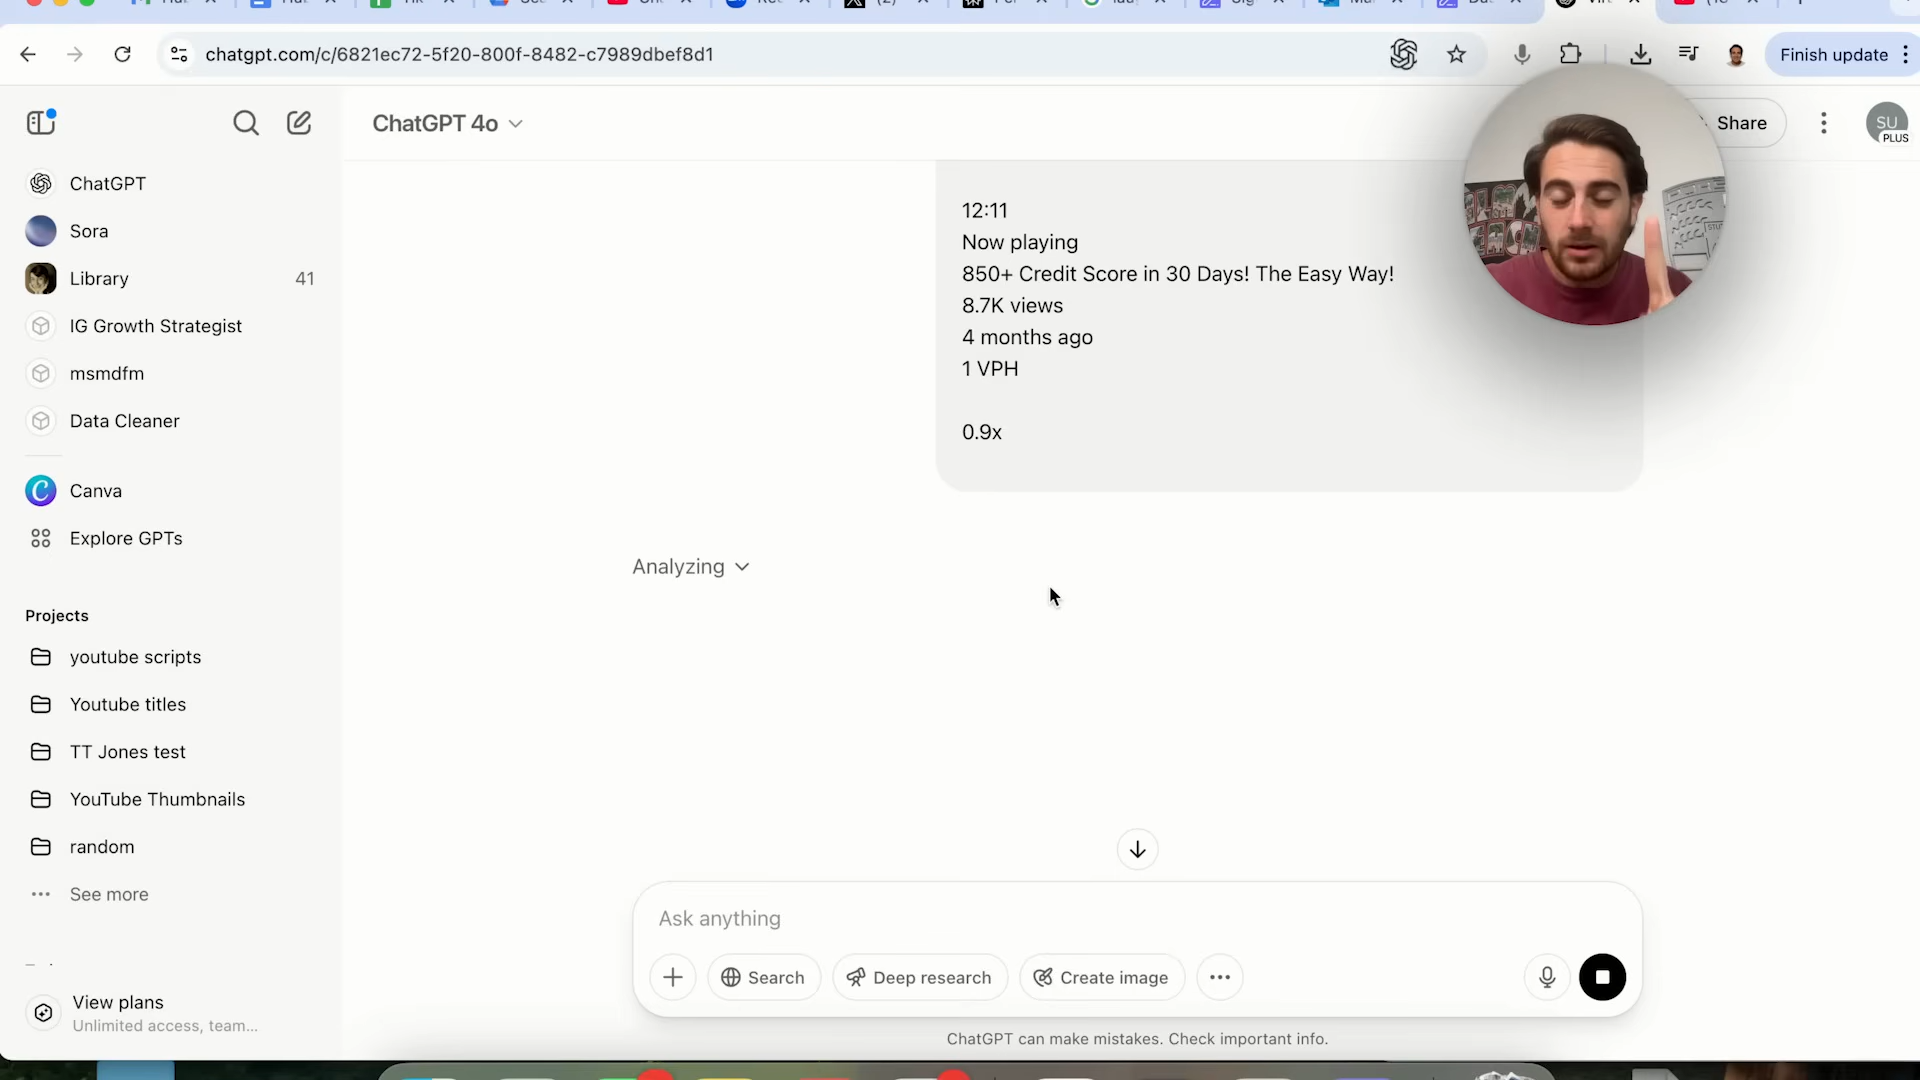 chatgpt.com/c/6821ec72-5f20-800f-8482-c7989dbef8d1
Finish update
ChatGPT 4o
Share
SU
PLUS
ChatGPT
Sora
Library 41
IG Growth Strategist
msmdfm
Data Cleaner
Canva
Explore GPTs
Projects
youtube scripts
Youtube titles
TT Jones test
YouTube Thumbnails
random
See more
View plans
Unlimited access, team...
12:11
Now playing
850+ Credit Score in 30 Days! The Easy Way!
8.7K views
4 months ago
1 VPH
0.9x
Analyzing
Ask anything
Search
Deep research
Create image
ChatGPT can make mistakes. Check important info.